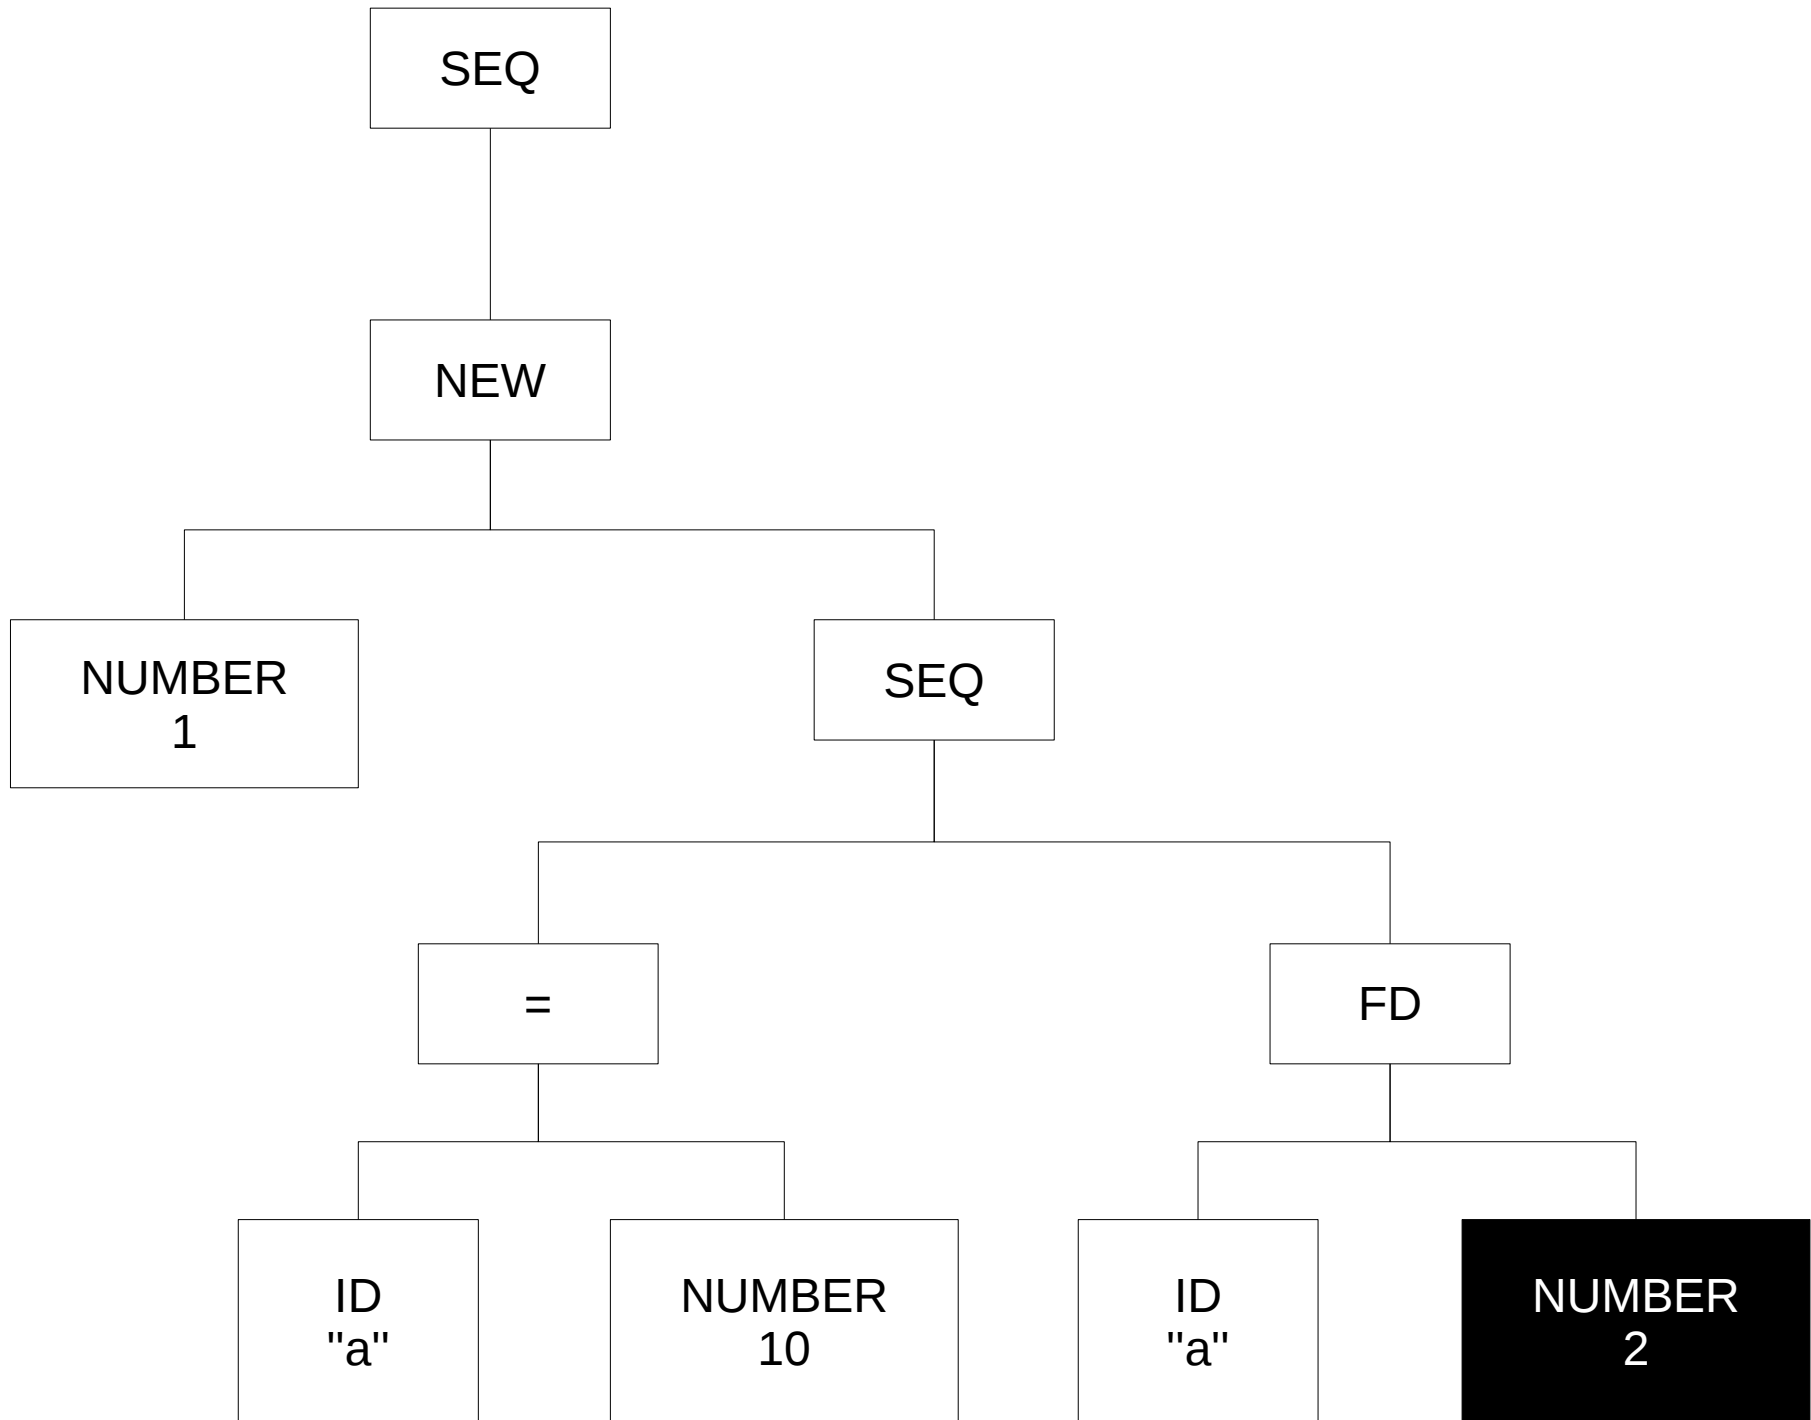 SEQ
NEW
NUMBER
1
SEQ
=
FD
ID
"a"
NUMBER
10
ID
"a"
NUMBER
2